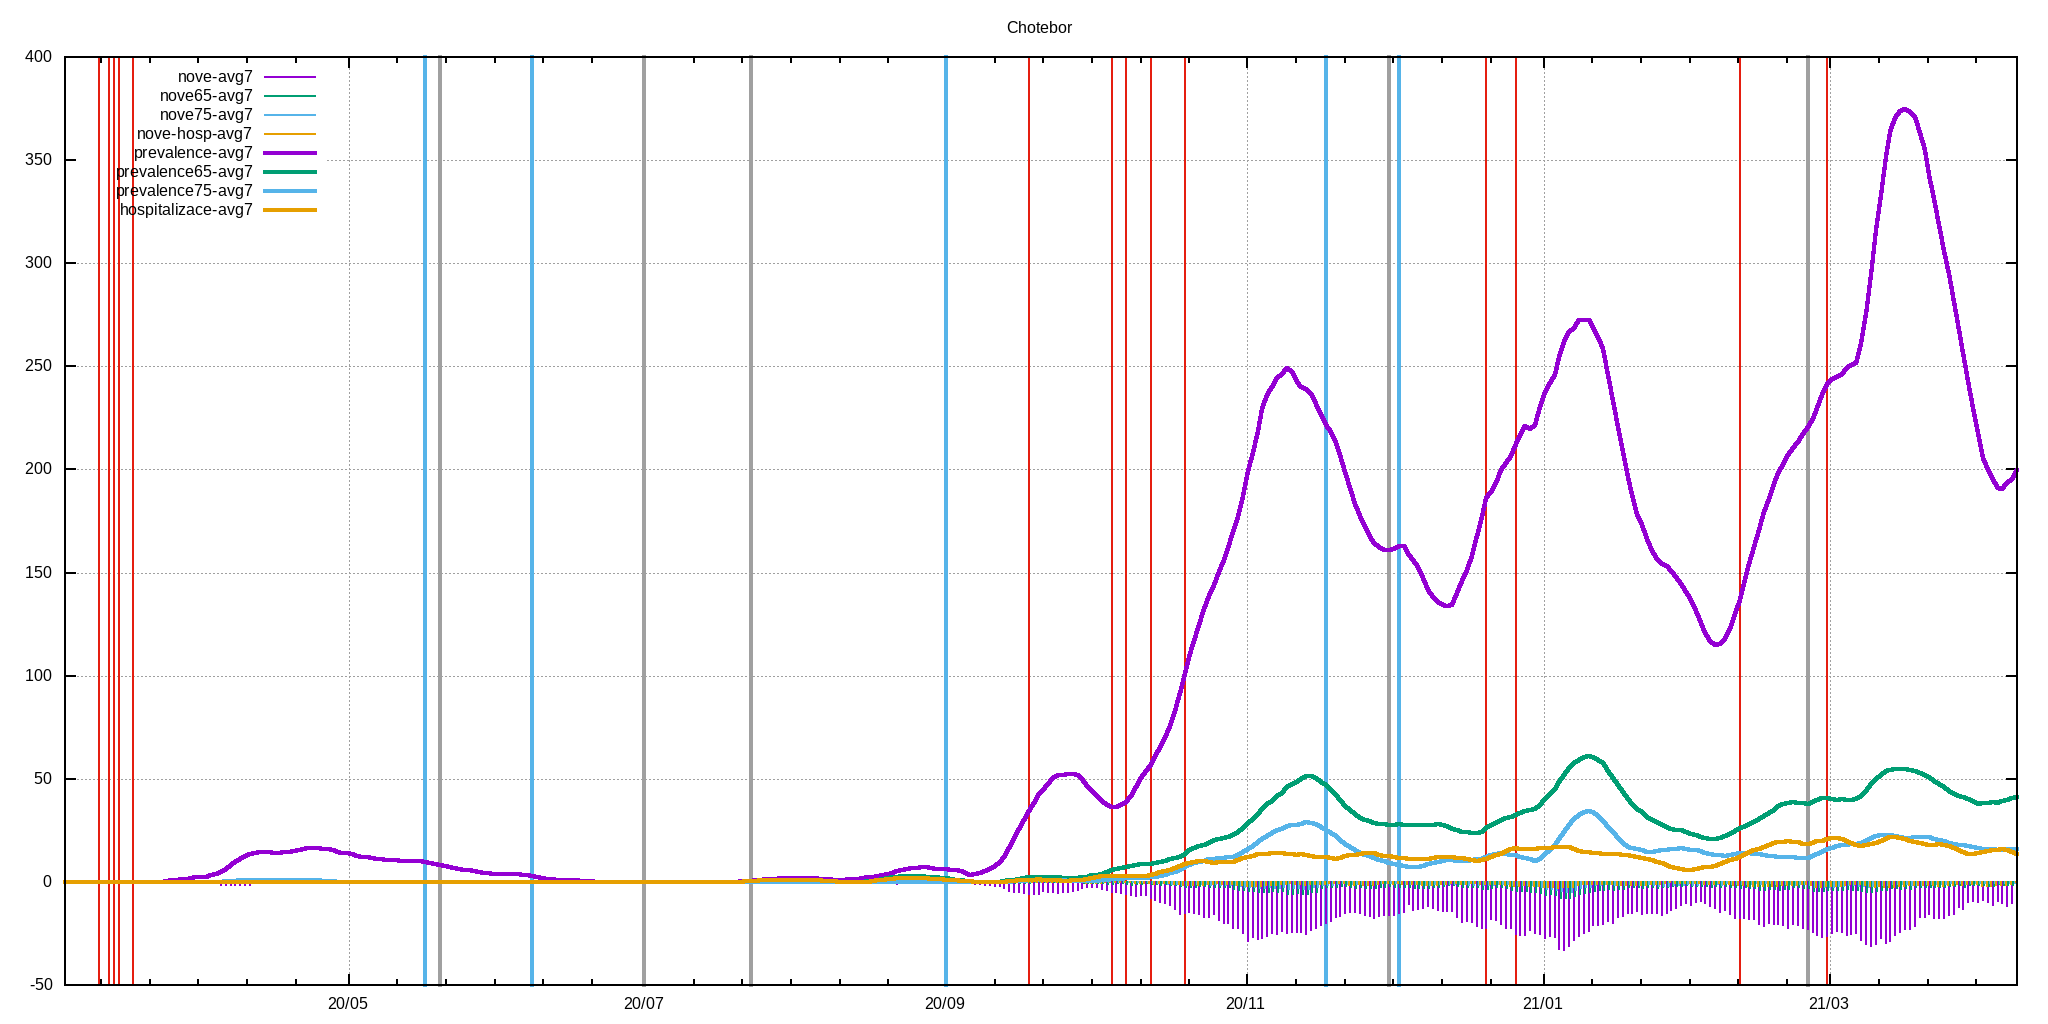 Chotebor
400
350
300
250
200
150
100
50
0
-50
nove-avg7
nove65-avg7
nove75-avg7
nove-hosp-avg7
prevalence-avg7
prevalence65-avg7
prevalence75-avg7
hospitalizace-avg7
20/05 20/07 20/09 20/11 21/01 21/03